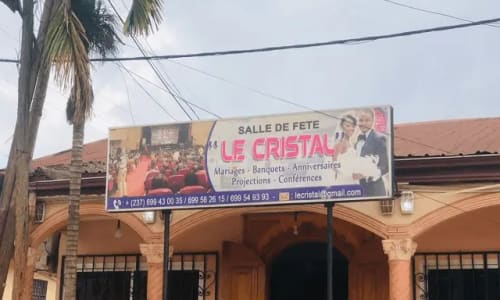 SALLE DE FETE
"LE CRISTAL"
Mariages - Banquets - Anniversaires
Projections - Conférences
(+ (237) 699 43 00 35 / 699 58 26 15 / 699 54 93 93 - lecristal@gmail.com